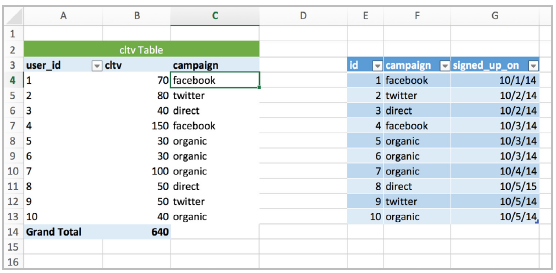 A B C D E F G
1
2 cltv Table
3 user_id cltv campaign id campaign signed_up_on
4 1 70 facebook 1 facebook 10/1/14
5 2 80 twitter 2 twitter 10/2/14
6 3 40 direct 3 direct 10/2/14
7 4 150 facebook 4 facebook 10/3/14
8 5 30 organic 5 organic 10/3/14
9 6 30 organic 6 organic 10/3/14
10 7 100 organic 7 organic 10/4/14
11 8 50 direct 8 direct 10/5/15
12 9 50 twitter 9 twitter 10/5/14
13 10 40 organic 10 organic 10/5/14
14 Grand Total 640
15
16